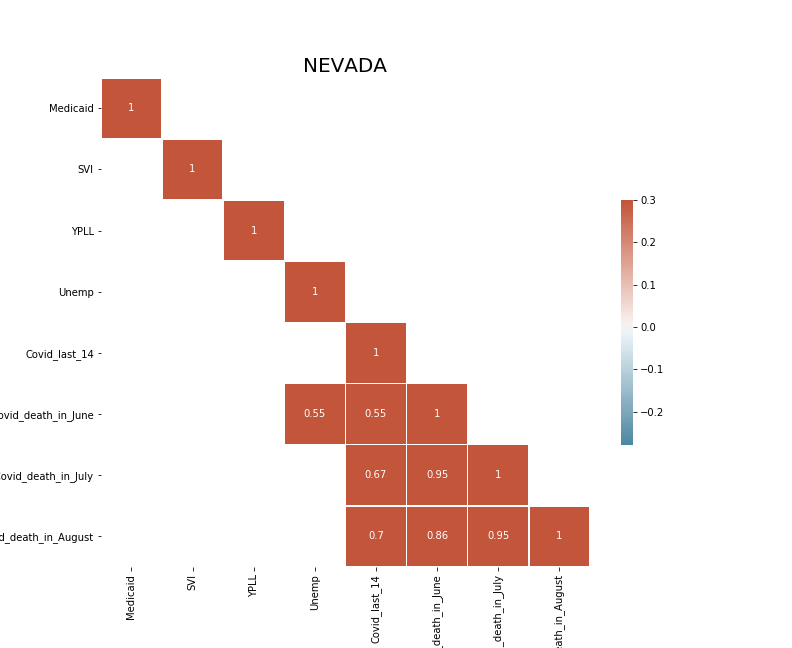 NEVADA
Medicaid
1
SVI
1
YPLL
1
Unemp
1
Covid_last_14
1
ovid_death_in_June
0.55 0.55 1
Covid_death_in_July
0.67 0.95 1
d_death_in_August
0.7 0.86 0.95 1
Medicaid
SVI
YPLL
Unemp
Covid_last_14
_death_in_June
_death_in_July
eath_in_August
0.3
0.2
0.1
0.0
−0.1
−0.2